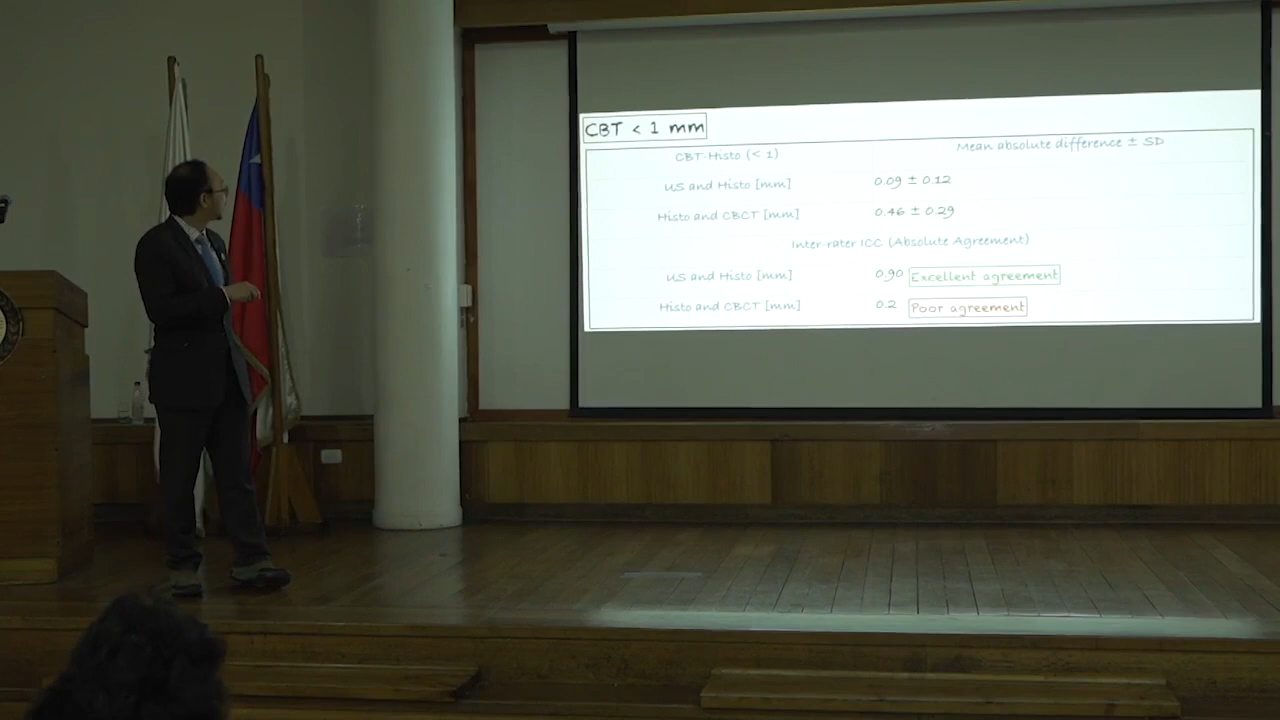 CBT < 1 mm
CBT-Histo (< 1) Mean absolute difference ± SD
US and Histo [mm] 0.09 ± 0.12
Histo and CBCT [mm] 0.46 ± 0.29
Inter-rater ICC (Absolute Agreement)
US and Histo [mm] 0.90 Excellent agreement
Histo and CBCT [mm] 0.2 Poor agreement